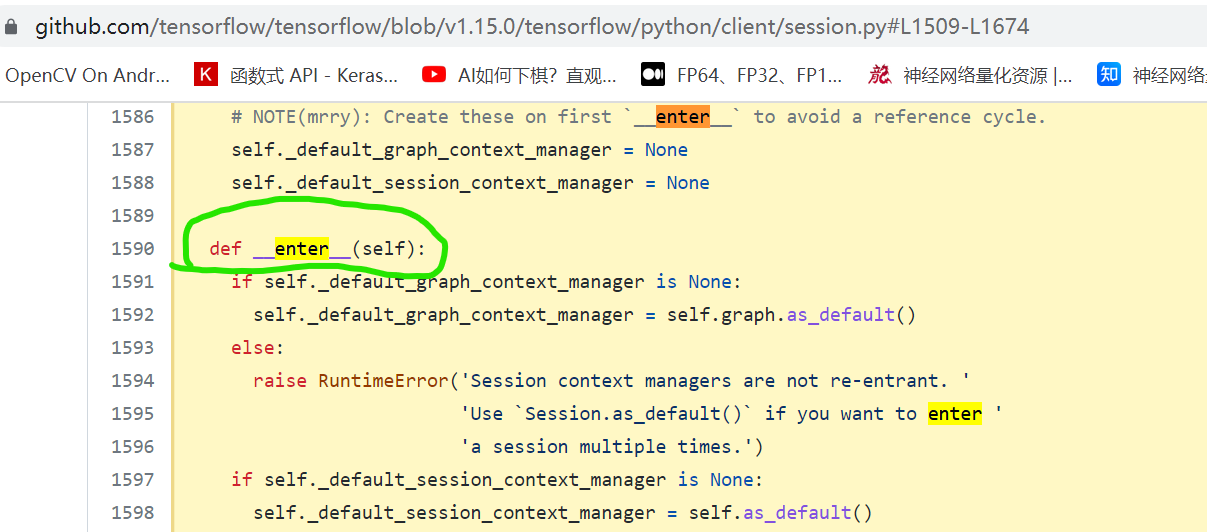 github.com/tensorflow/tensorflow/blob/v1.15.0/tensorflow/python/client/session.py#L1509-L1674
OpenCV On Andr... K 函数式 API - Keras... AI如何下棋？直观... FP64、FP32、FP1... 龍 神经网络量化资源 |... 知 神经网络
1586 # NOTE(mrry): Create these on first `__enter__` to avoid a reference cycle.
1587 self._default_graph_context_manager = None
1588 self._default_session_context_manager = None
1589
1590 def __enter__(self):
1591 if self._default_graph_context_manager is None:
1592 self._default_graph_context_manager = self.graph.as_default()
1593 else:
1594 raise RuntimeError('Session context managers are not re-entrant. '
1595 'Use `Session.as_default()` if you want to enter '
1596 'a session multiple times.')
1597 if self._default_session_context_manager is None:
1598 self._default_session_context_manager = self.as_default()